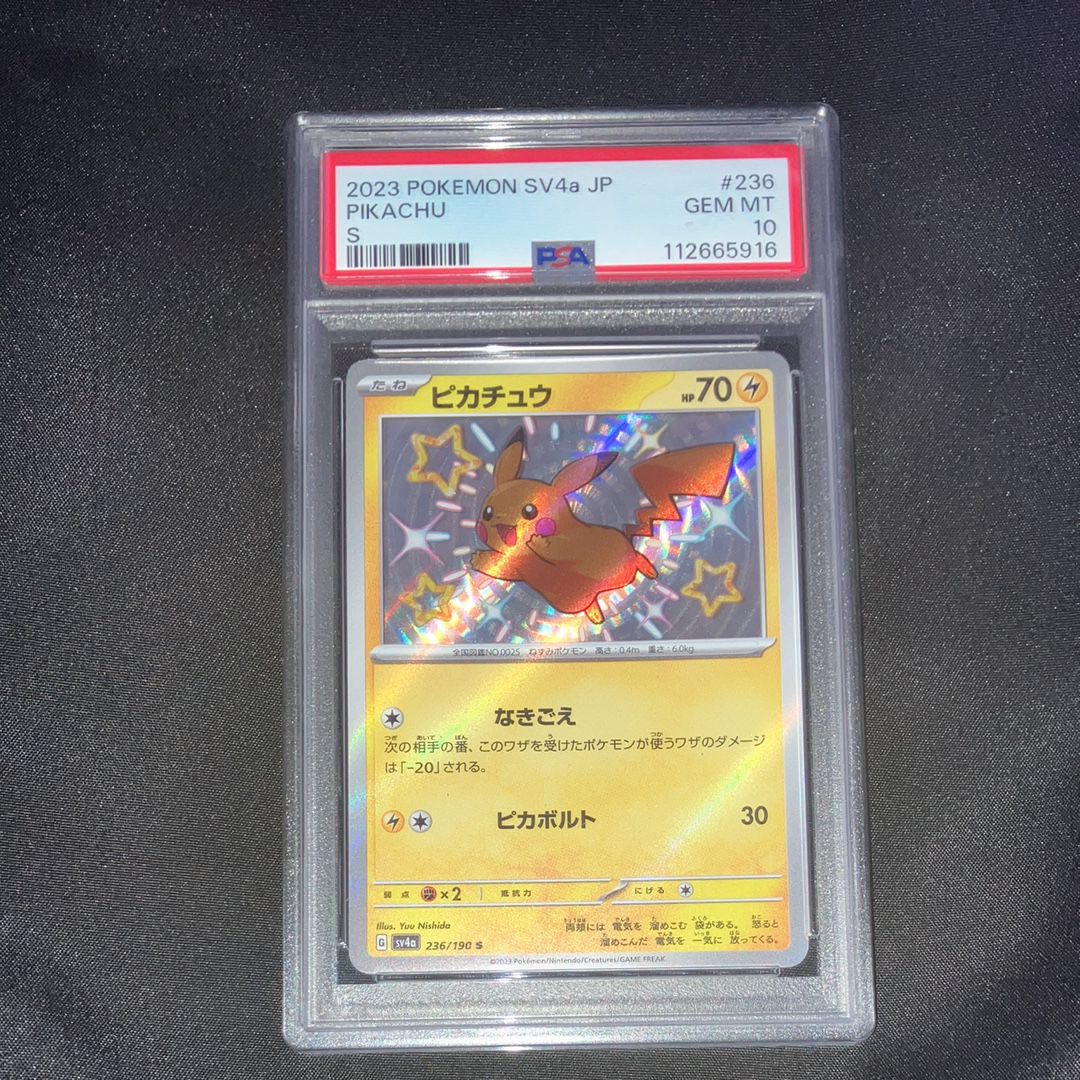 2023 POKEMON SV4a JP #236
PIKACHU GEM MT
S 10
PSA 112665916
たね ピカチュウ HP70
全国図鑑NO.0025 ねずみポケモン 高さ:0.4m 重さ:6.0kg
なきごえ
次の相手の番、このワザを受けたポケモンが使うワザのダメージ
は「-20」される。
ピカボルト 30
弱点 ×2 抵抗力 にげる
Illus. Yuu Nishida
両頬には 電気を 溜めこむ 袋がある。 怒ると
溜めこんだ 電気を 一気に 放ってくる。
G sv4a 236/190 S
©2023 Pokémon/Nintendo/Creatures/GAME FREAK